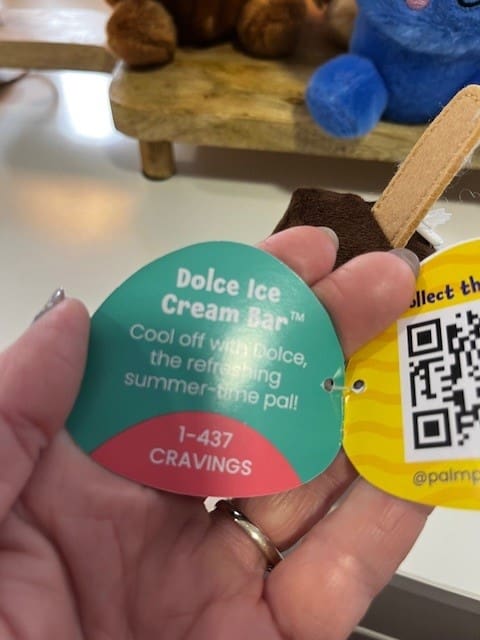 Dolce Ice
Cream Bar™
Cool off with Dolce,
the refreshing
summer-time pal!
1-437
CRAVINGS
ollect th
@palmp